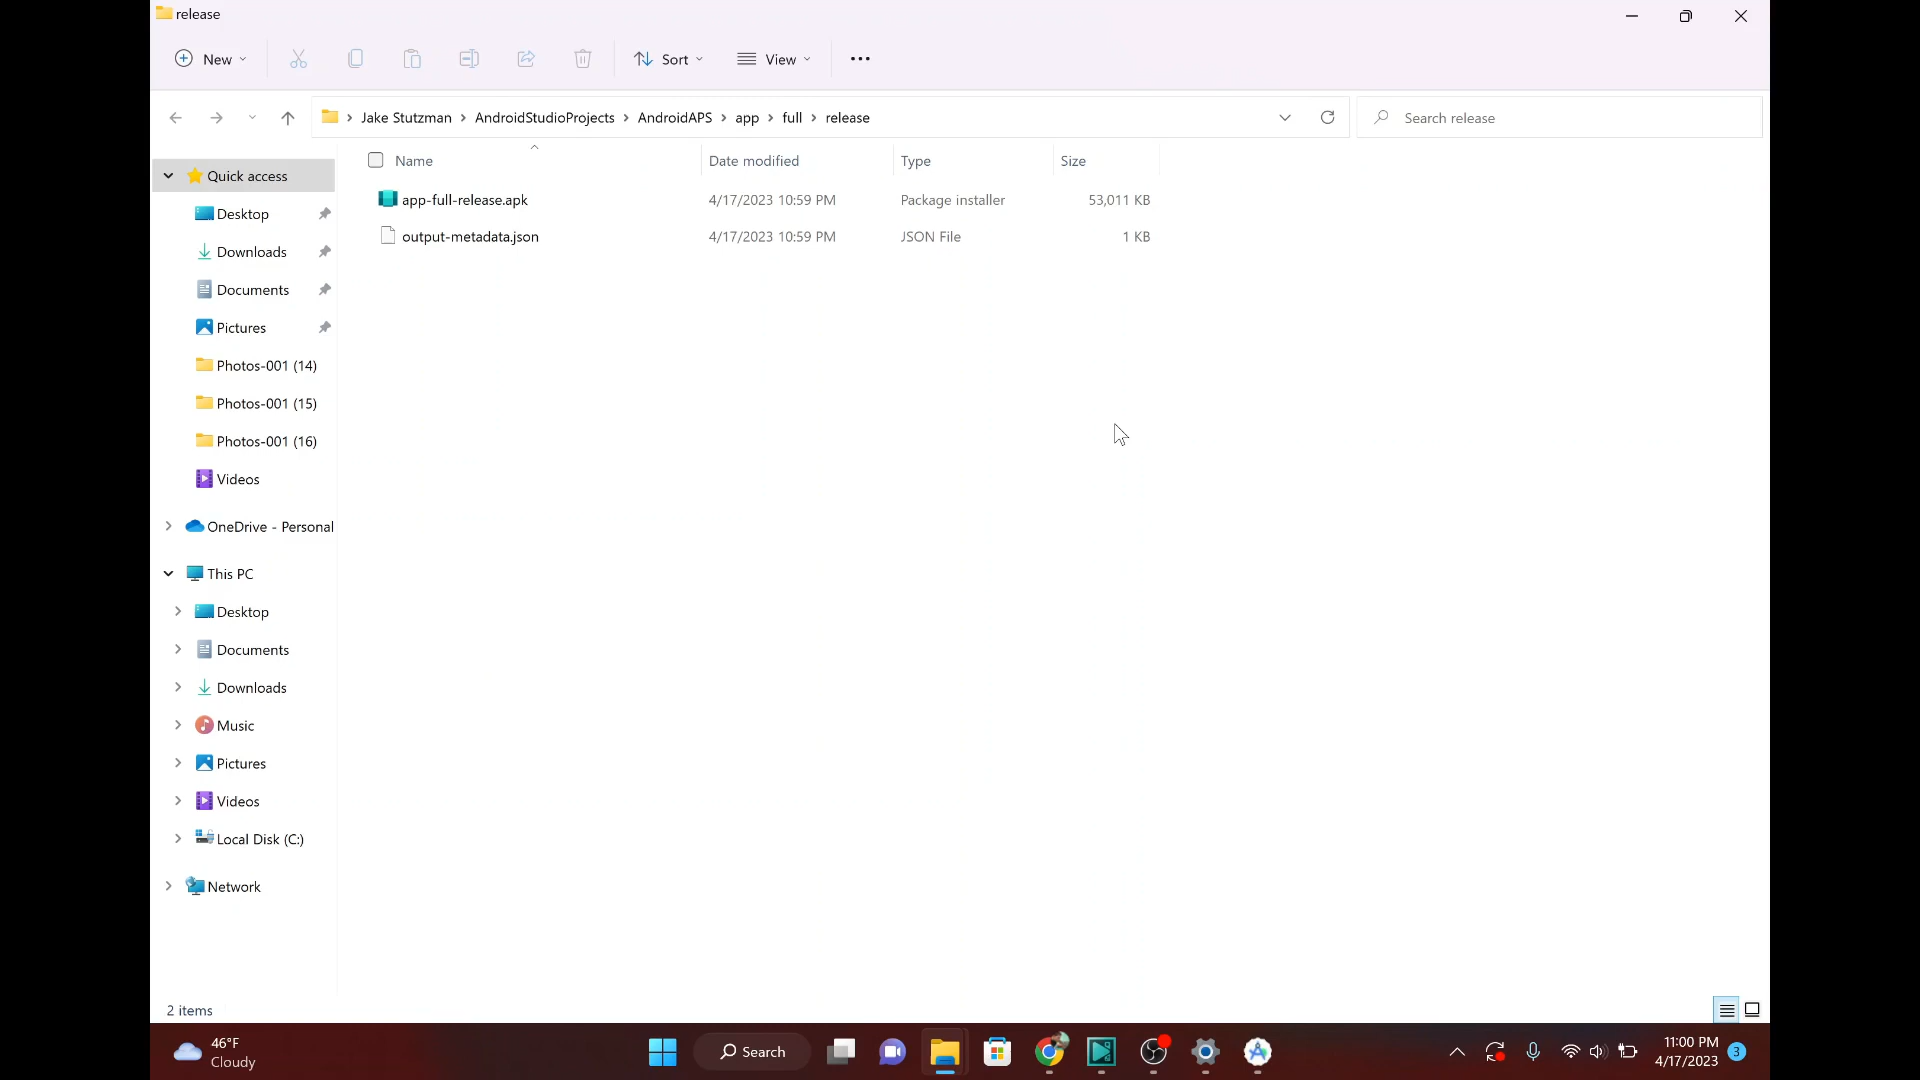 release
New
Sort
View
Jake Stutzman > AndroidStudioProjects > AndroidAPS > app > full > release
Search release
Name Date modified Type Size
Quick access
app-full-release.apk 4/17/2023 10:59 PM Package installer 53,011 KB
Desktop
output-metadata.json 4/17/2023 10:59 PM JSON File 1 KB
Downloads
Documents
Pictures
Photos-001 (14)
Photos-001 (15)
Photos-001 (16)
Videos
OneDrive - Personal
This PC
Desktop
Documents
Downloads
Music
Pictures
Videos
Local Disk (C:)
Network
2 items
46°F
Cloudy
Search
11:00 PM
4/17/2023
3